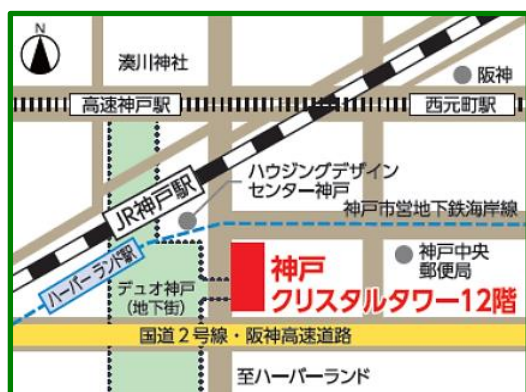 N
湊川神社
阪神
高速神戸駅
西元町駅
ハウジングデザイン
センター神戸
JR神戸駅
神戸市営地下鉄海岸線
ハーバーランド駅
神戸中央
郵便局
デュオ神戸
(地下街)
神戸
クリスタルタワー12階
国道2号線・阪神高速道路
至ハーバーランド